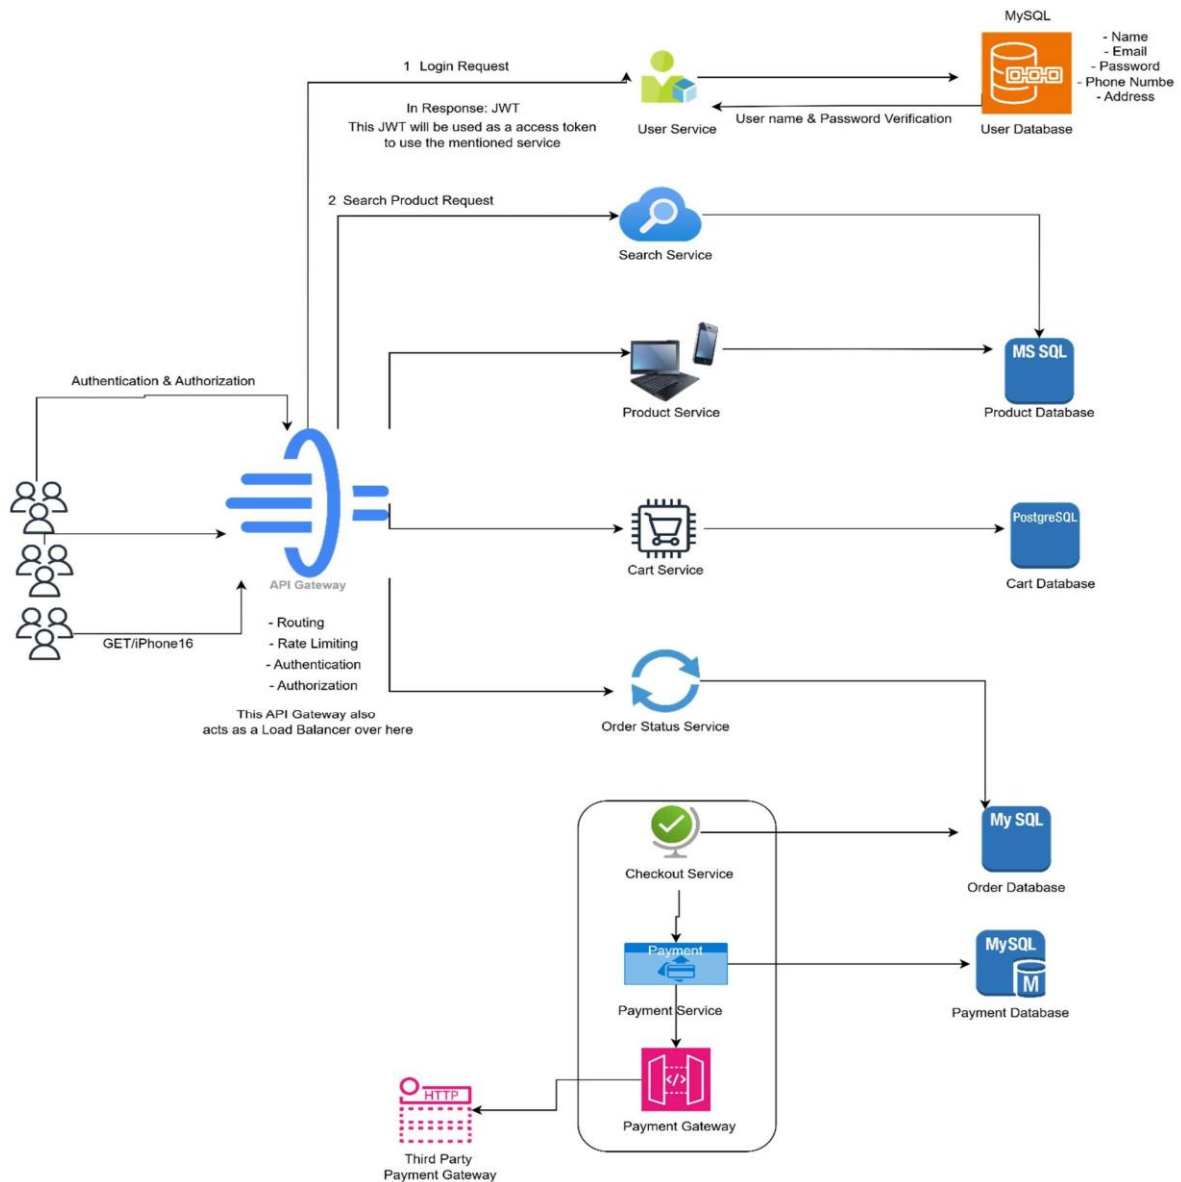 MySQL
- Name
- Email
- Password
- Phone Numbe
- Address
User Database
1 Login Request
In Response: JWT
This JWT will be used as a access token
to use the mentioned service
User Service
User name & Password Verification
2 Search Product Request
Search Service
MS SQL
Product Database
Product Service
Authentication & Authorization
API Gateway
GET/iPhone16
- Routing
- Rate Limiting
- Authentication
- Authorization
This API Gateway also
acts as a Load Balancer over here
Cart Service
PostgreSQL
Cart Database
Order Status Service
Checkout Service
My SQL
Order Database
Payment
Payment Service
MySQL
M
Payment Database
</>
Payment Gateway
HTTP
Third Party
Payment Gateway